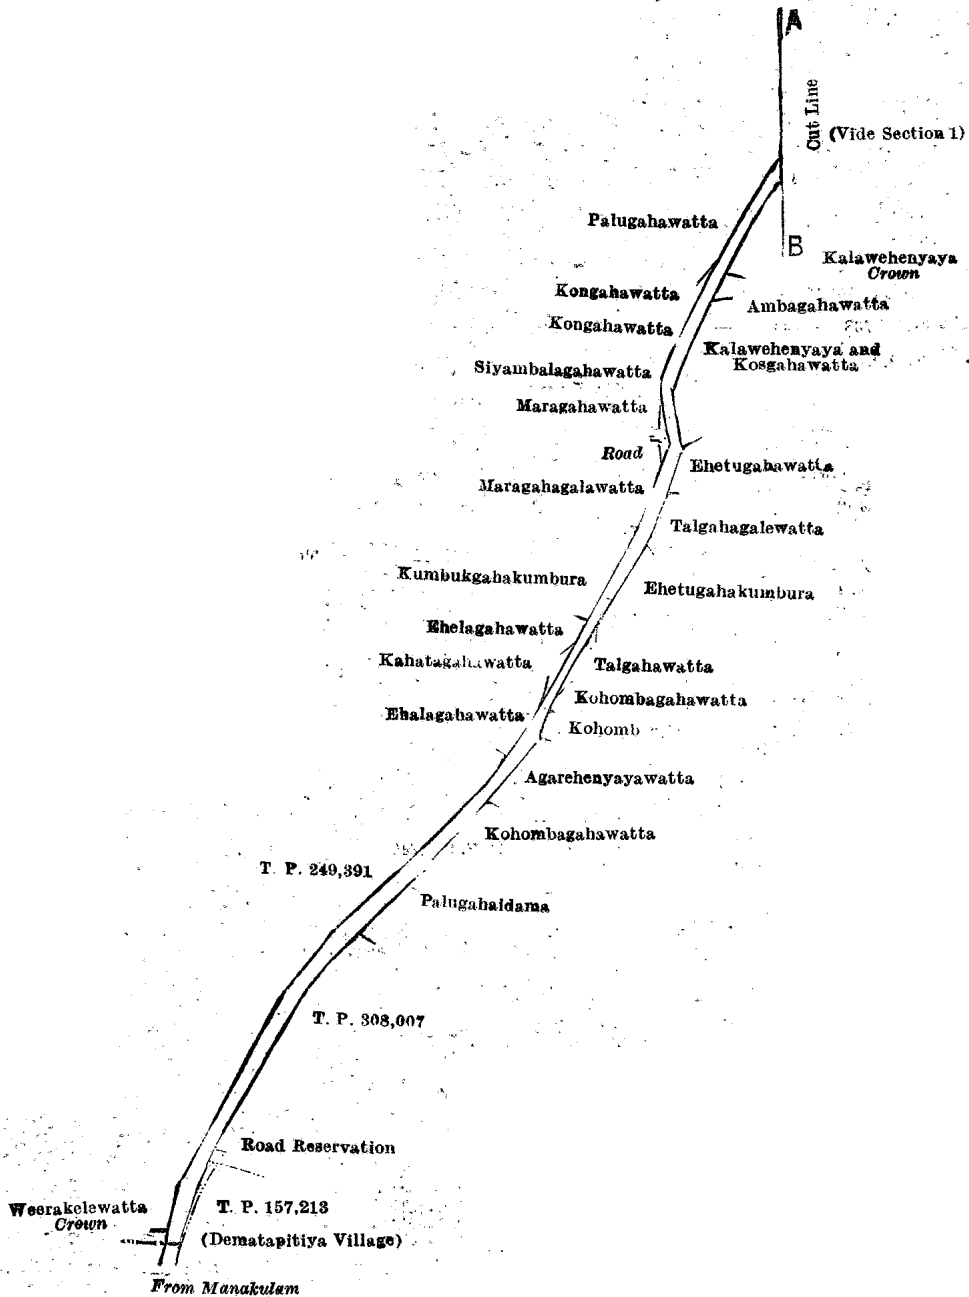 A
Cut Line
(Vide Section 1)
Palugahawatta
B
Kalawehenyaya
Crown
Kongahawatta
Ambagahawatta
Kongahawatta
Kalawehenyaya and
Kosgahawatta
Siyambalagahawatta
Maragahawatta
Road
Ehetugahawatta
Maragahagalawatta
Talgahagalewatta
Kumbukgahakumbura
Ehetugahakumbura
Ehelagahawatta
Kahatagahawatta
Talgahawatta
Kohombagahawatta
Ehalagahawatta
Kohomb
Agarehenyayawatta
Kohombagahawatta
T. P. 249,391
Palugahaidama
T. P. 308,007
Road Reservation
Weerakelewatta
Crown
T. P. 157,213
(Dematapitiya Village)
From Manakulam